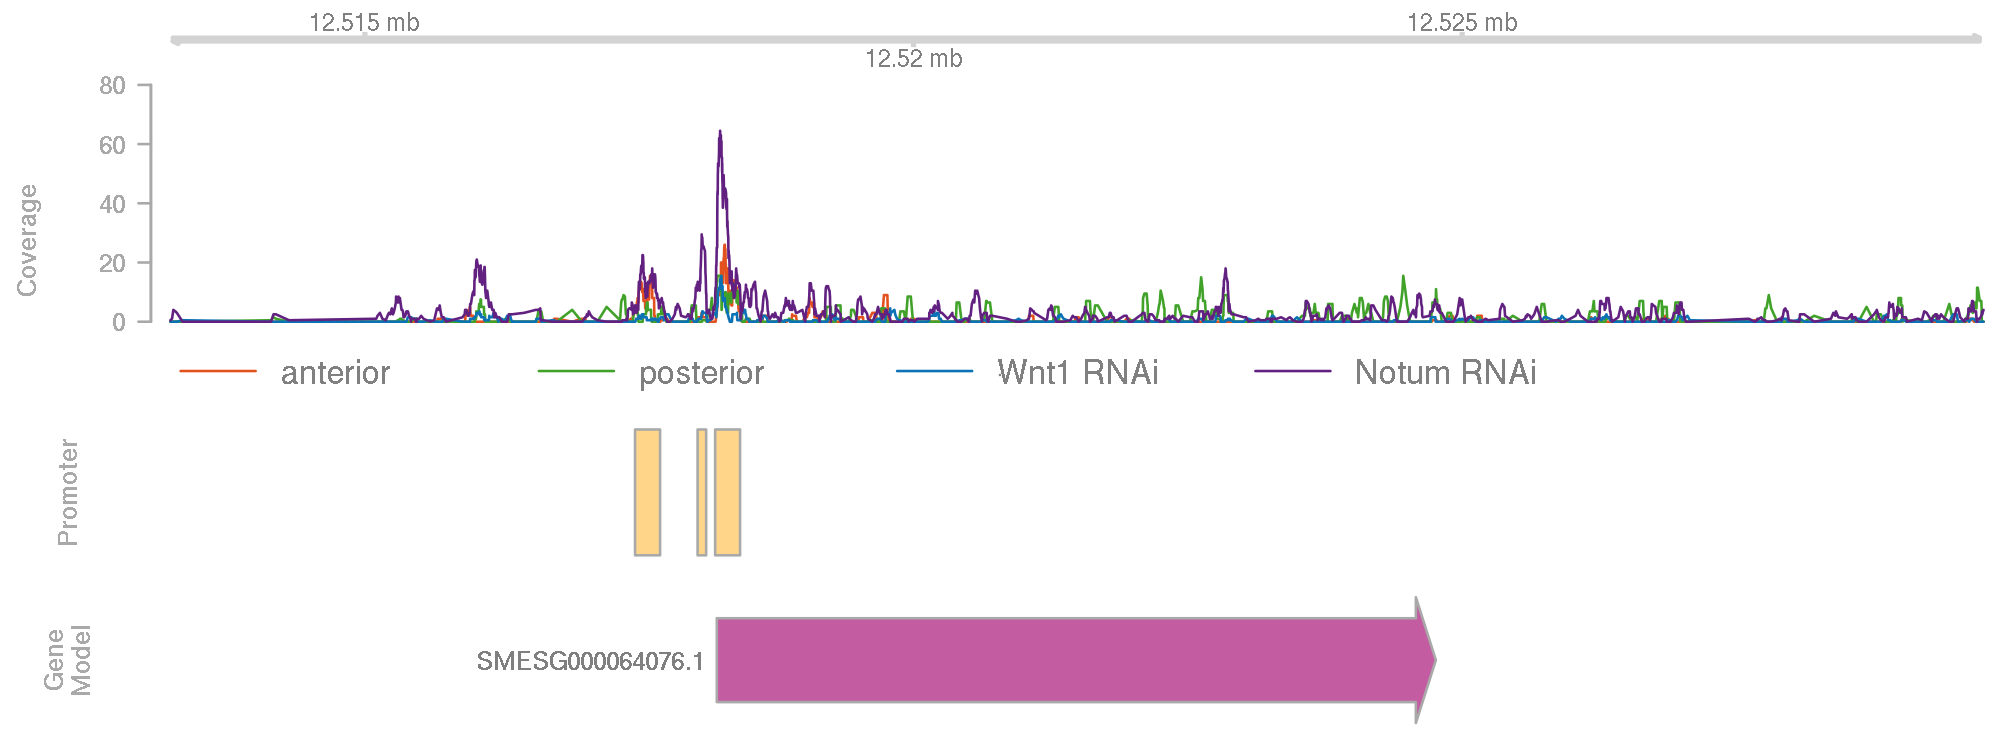 12.515 mb
12.525 mb
12.52 mb
80
60
40
20
0
Coverage
anterior
posterior
Wnt1 RNAi
Notum RNAi
Promoter
Gene
Model
SMESG000064076.1